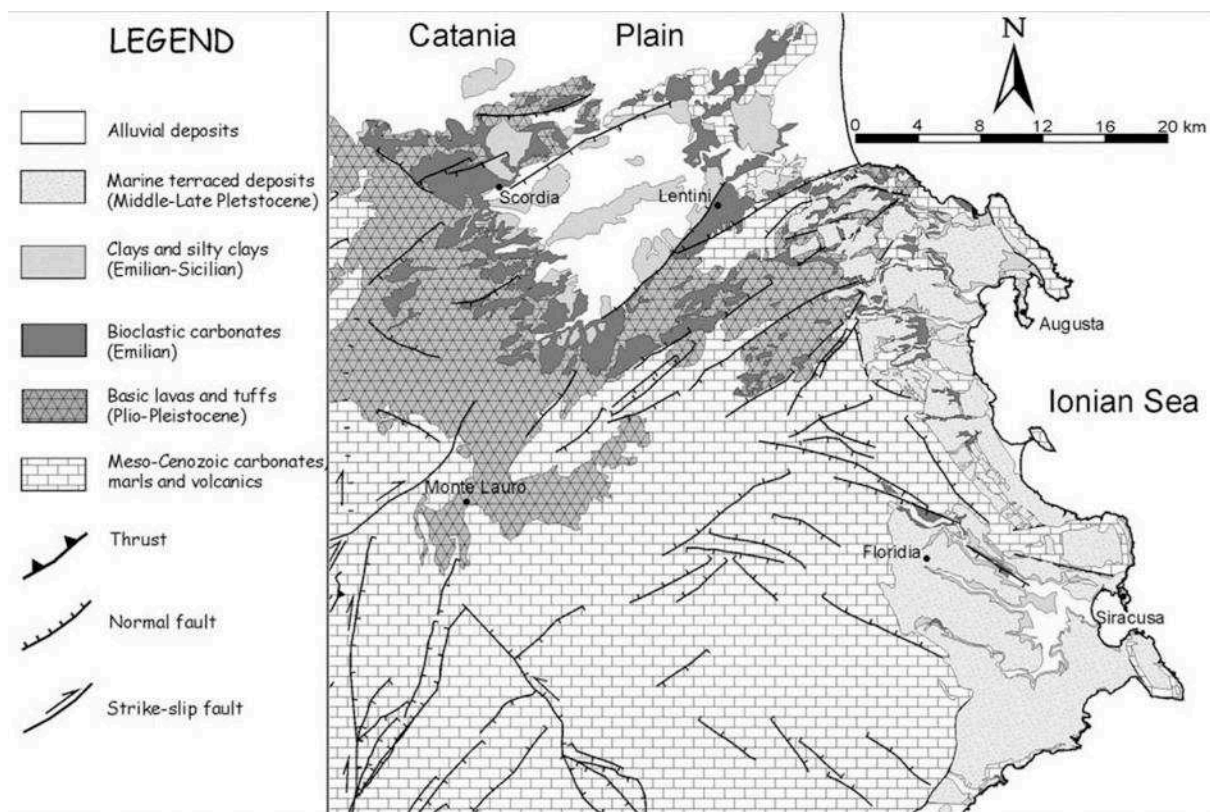 LEGEND
Alluvial deposits
Marine terraced deposits
(Middle-Late Pletstocene)
Clays and silty clays
(Emilian-Sicilian)
Bioclastic carbonates
(Emilian)
Basic lavas and tuffs
(Plio-Pleistocene)
Meso-Cenozoic carbonates,
marls and volcanics
Thrust
Normal fault
Strike-slip fault
Catania Plain
N
0 4 8 12 16 20 km
Scordia
Lentini
Augusta
Ionian Sea
Monte Lauro
Floridia
Siracusa